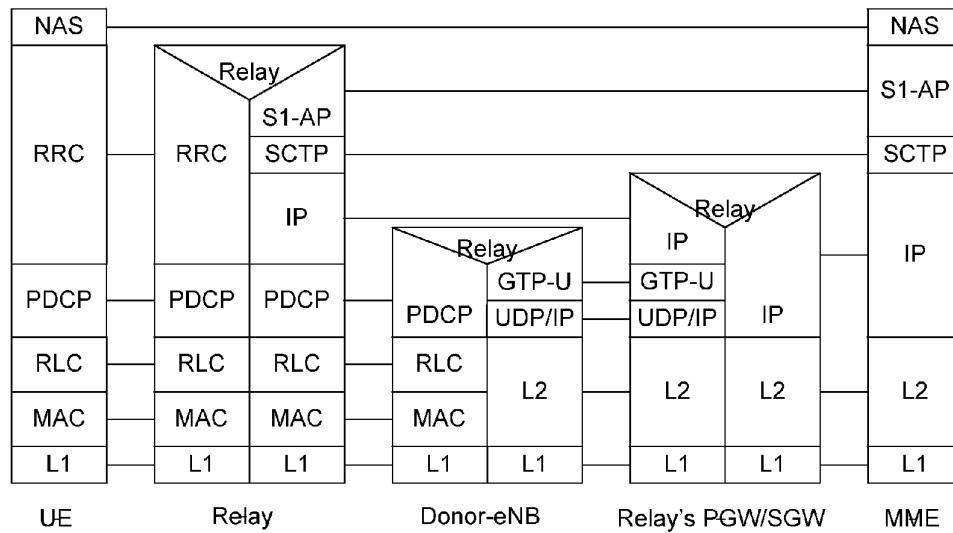 NAS NAS
Relay
S1-AP S1-AP
RRC RRC SCTP SCTP
Relay
IP IP IP
Relay
GTP-U GTP-U
PDCP PDCP PDCP PDCP UDP/IP UDP/IP IP
RLC RLC RLC RLC
L2 L2 L2 L2
MAC MAC MAC MAC
L1 L1 L1 L1 L1 L1 L1 L1
UE Relay Donor-eNB Relay's PGW/SGW MME